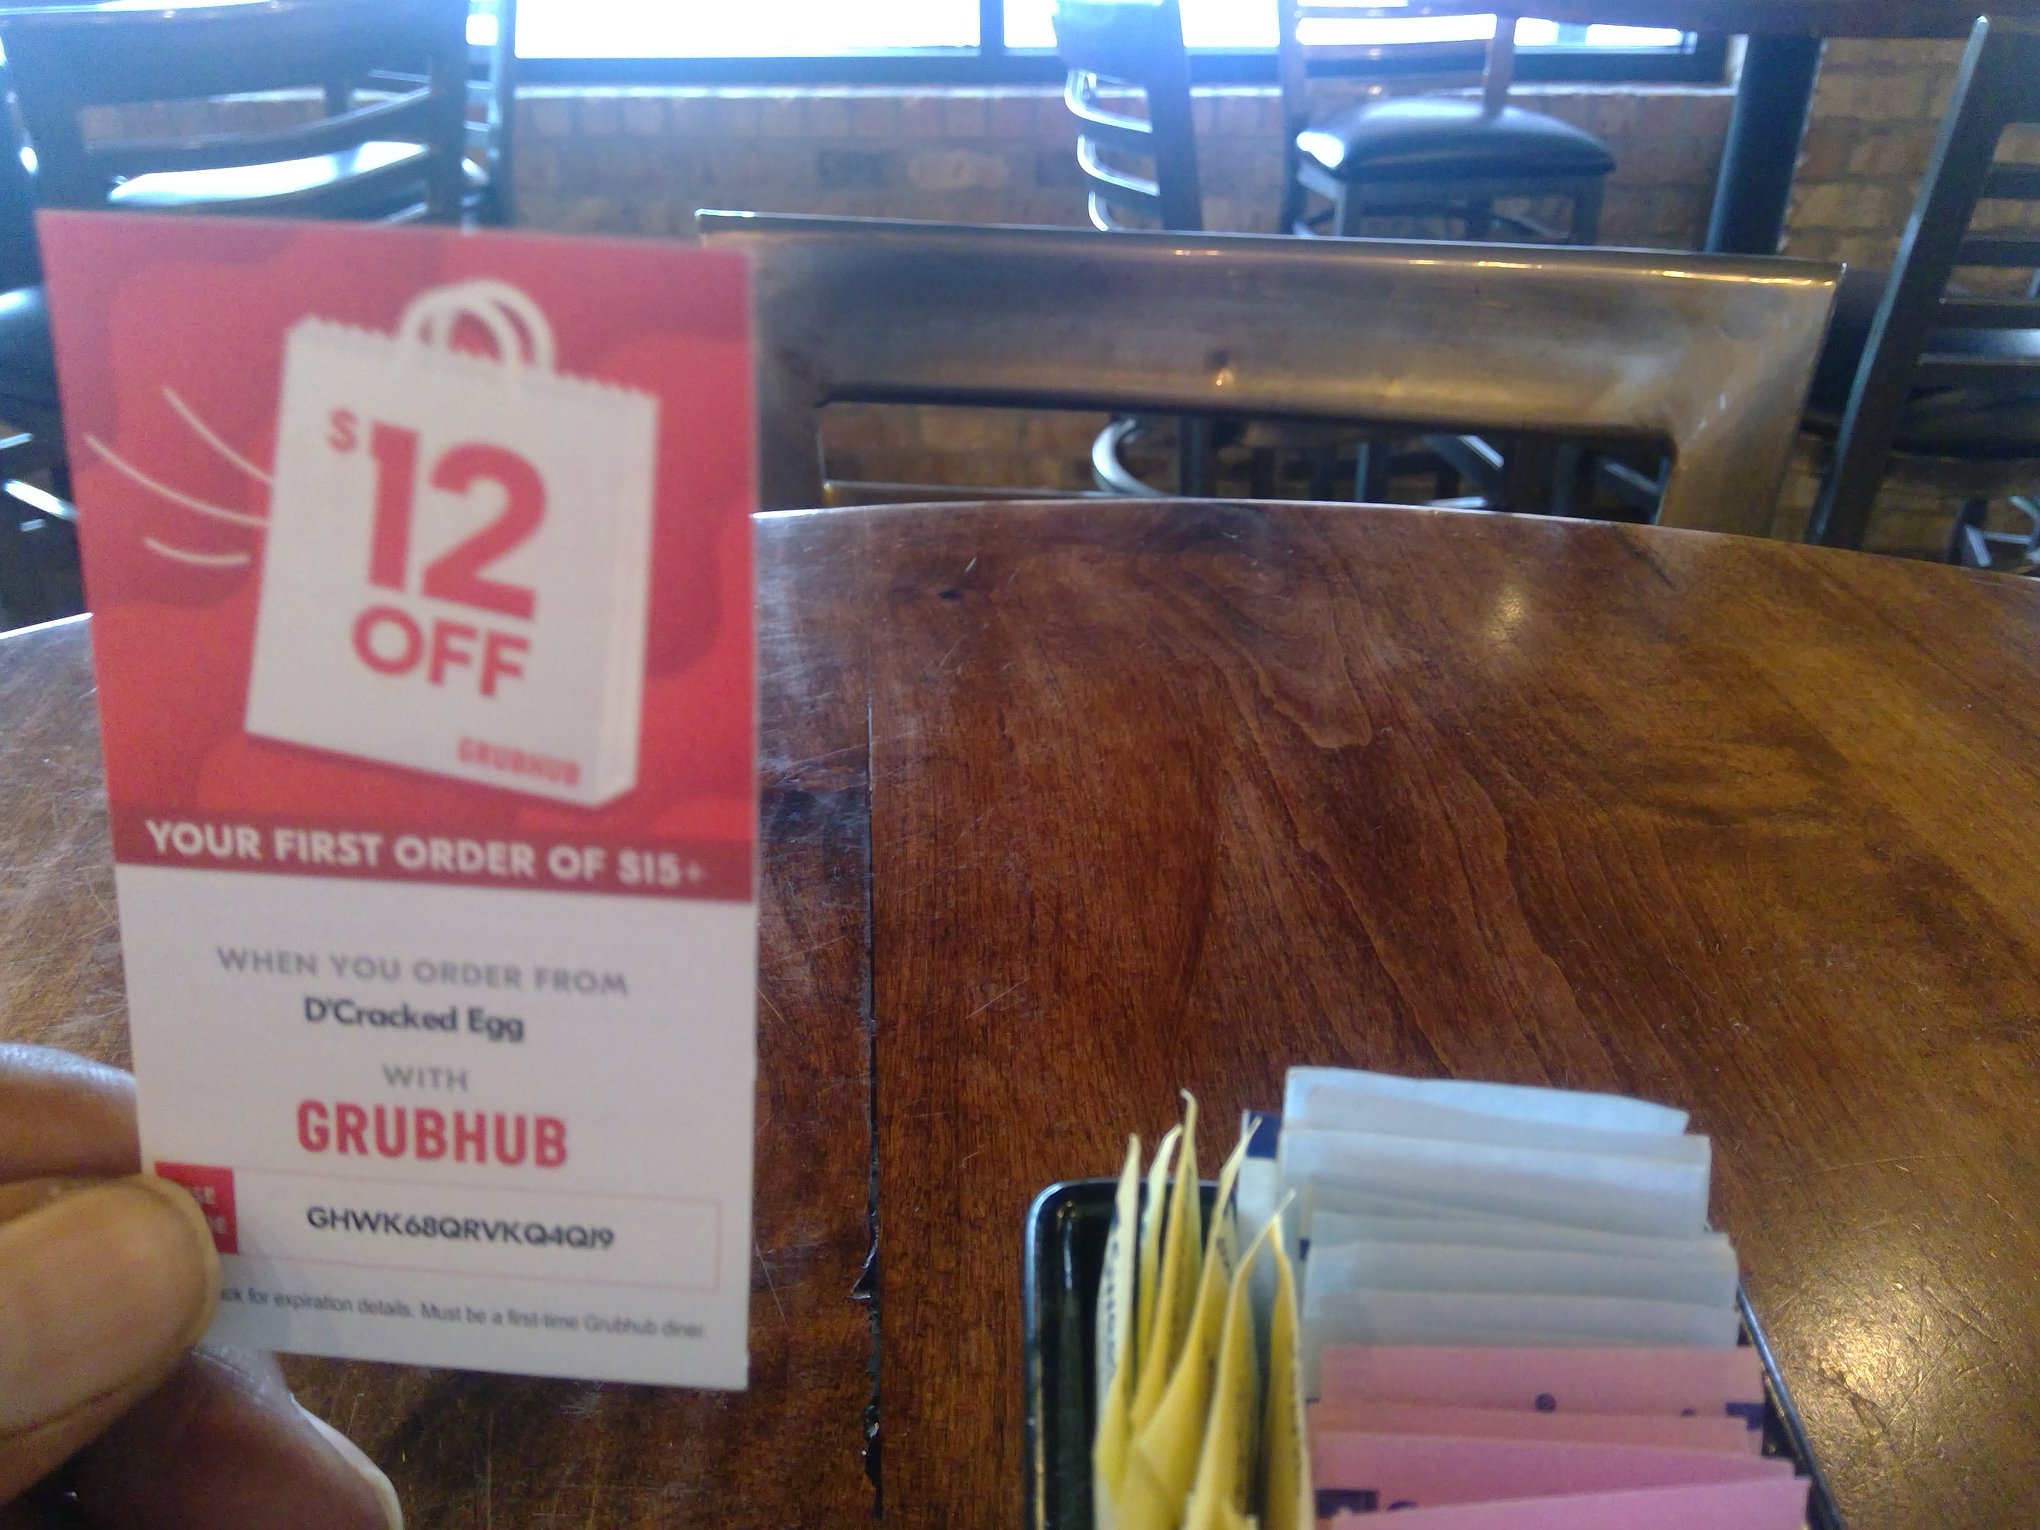 $12
OFF
GRUBHUB
YOUR FIRST ORDER OF $15+
WHEN YOU ORDER FROM
D'Cracked Egg
WITH
GRUBHUB
GHWK68QRVKQ4QJ9
for expiration details. Must be a first-time Grubhub diner.